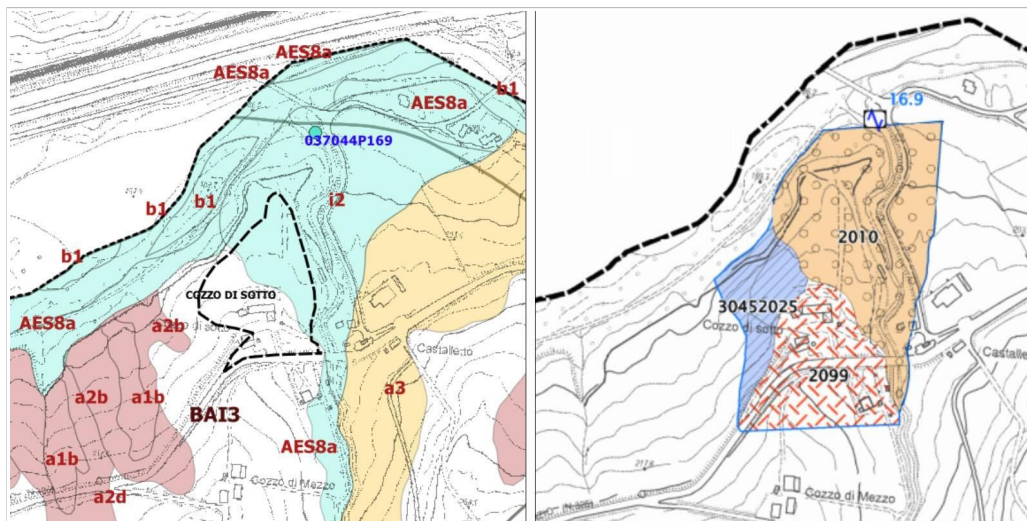 AES8a
AES8a
AES8a
b1
037044P169
b1
b1
i2
b1
COZZO DI SOTTO
AES8a
a2b
Castalletto
a2b
a1b
a3
BAI3
AES8a
a1b
a2d
Cozzo di Mezzo
16.9
2010
30452025
Cozzo di sotto
2099
Castalle
Cozzo di Mezzo